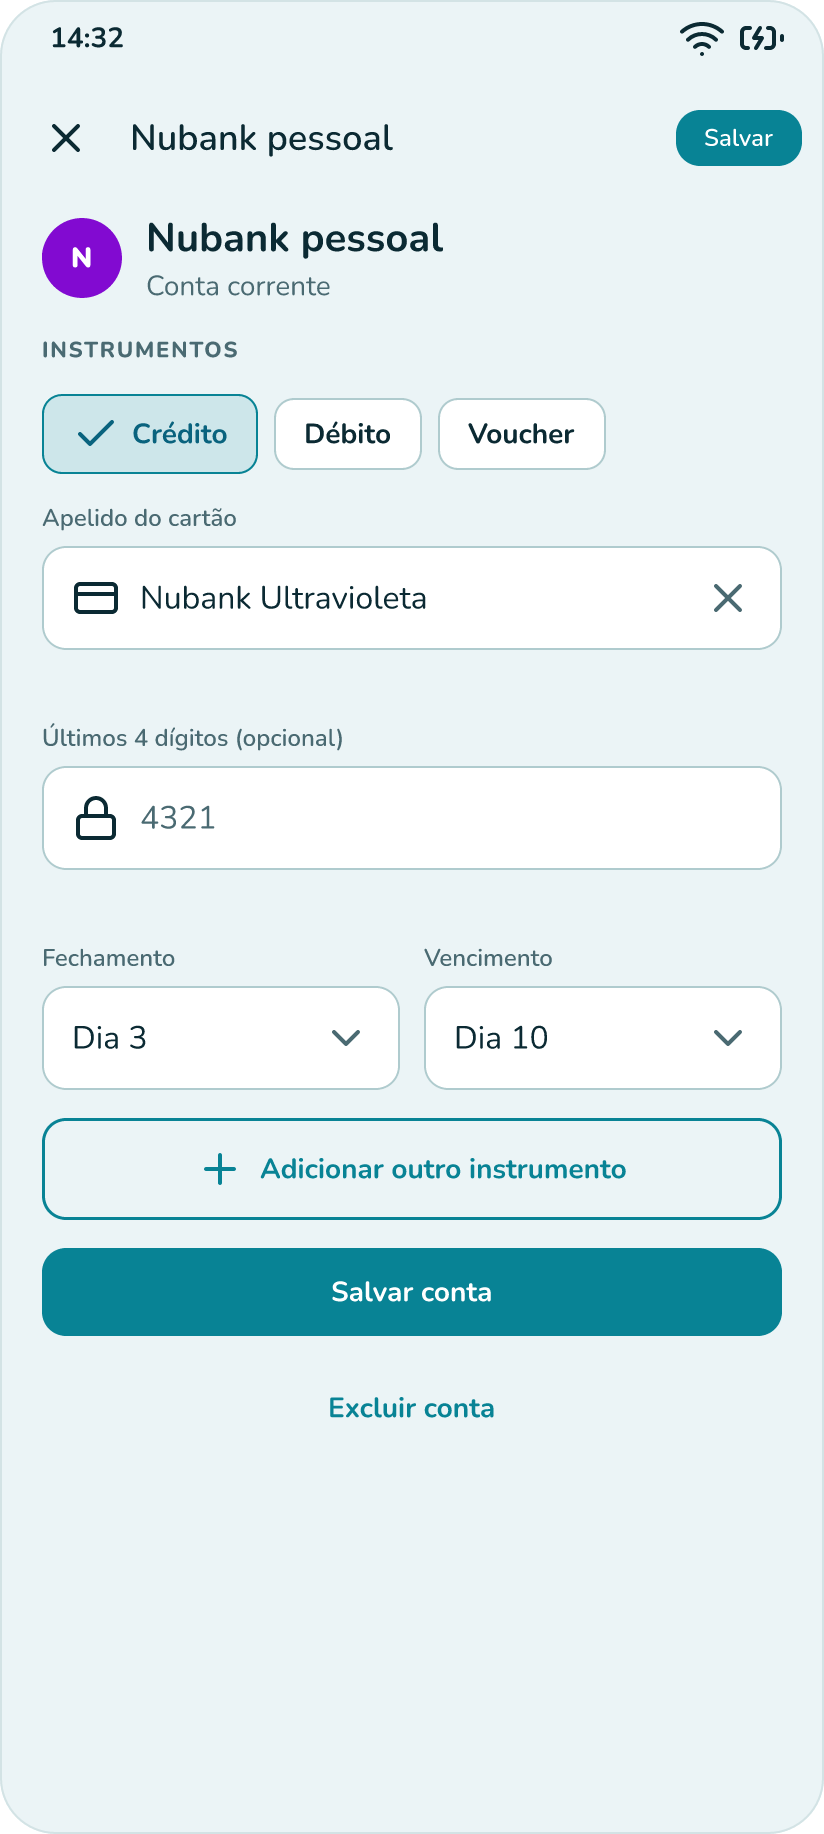 14:32
Nubank pessoal
Salvar
N
Nubank pessoal
Conta corrente
INSTRUMENTOS
Crédito
Débito
Voucher
Apelido do cartão
Nubank Ultravioleta
Últimos 4 dígitos (opcional)
4321
Fechamento
Vencimento
Dia 3
Dia 10
Adicionar outro instrumento
Salvar conta
Excluir conta